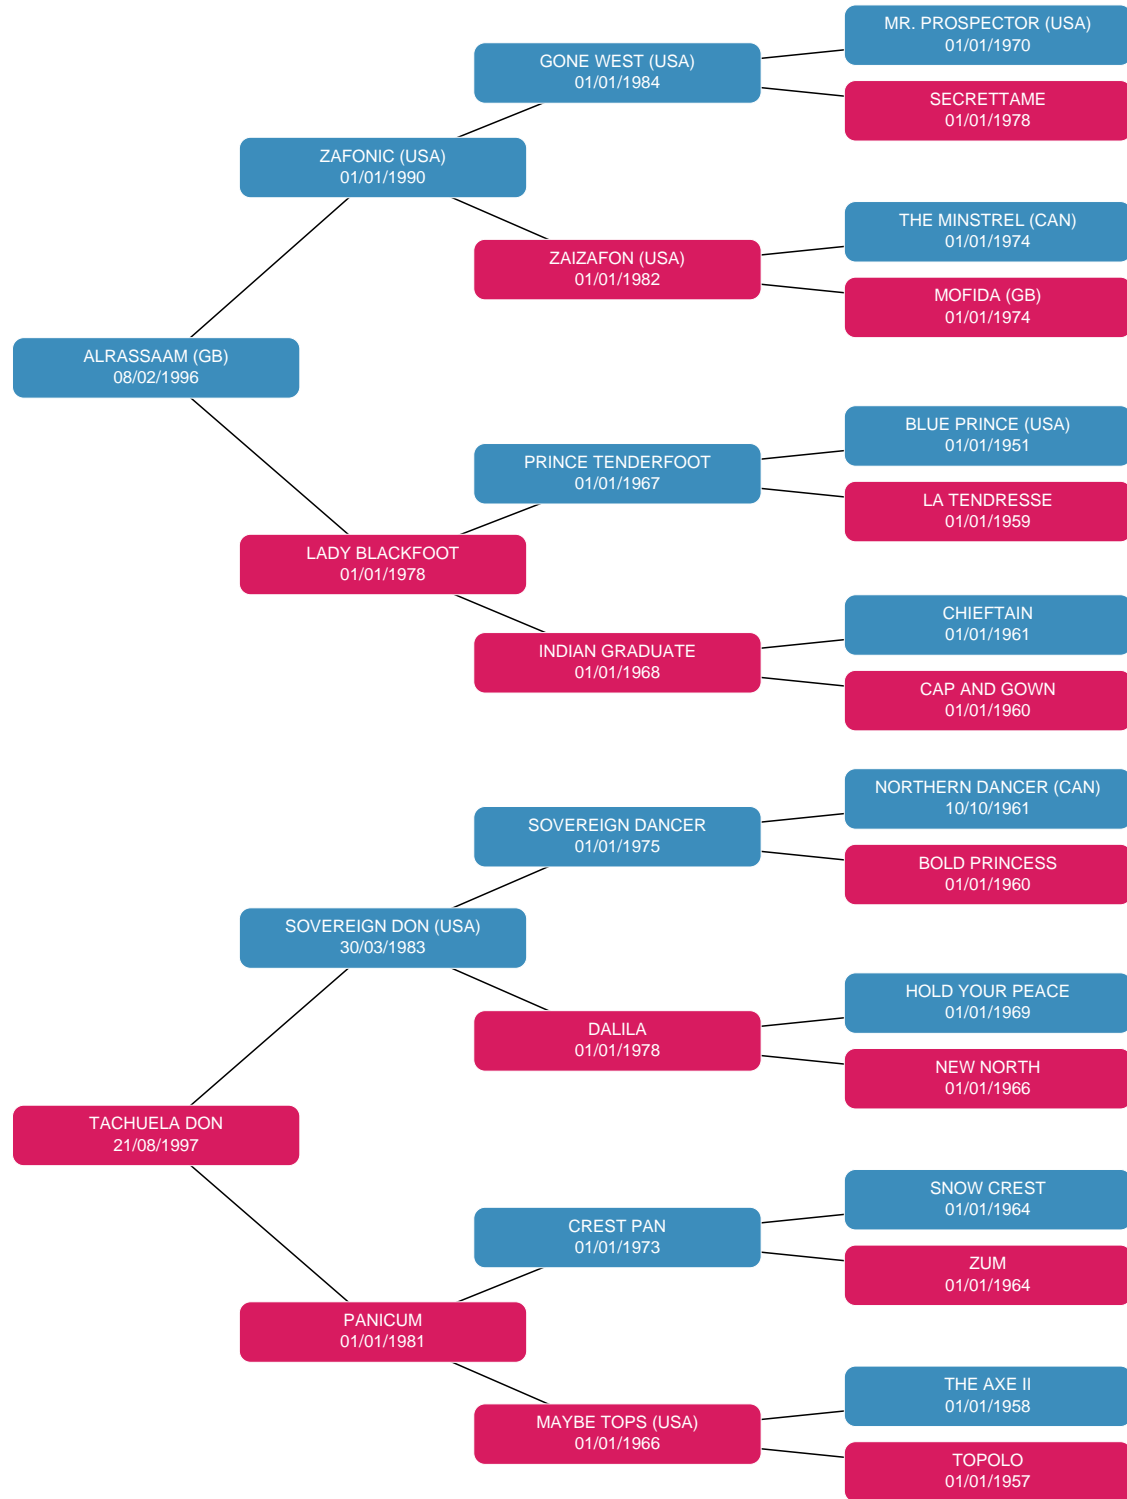 MR. PROSPECTOR (USA)
01/01/1970
GONE WEST (USA)
01/01/1984
SECRETTAME
01/01/1978
ZAFONIC (USA)
01/01/1990
THE MINSTREL (CAN)
01/01/1974
ZAIZAFON (USA)
01/01/1982
MOFIDA (GB)
01/01/1974
ALRASSAAM (GB)
08/02/1996
BLUE PRINCE (USA)
01/01/1951
PRINCE TENDERFOOT
01/01/1967
LA TENDRESSE
01/01/1959
LADY BLACKFOOT
01/01/1978
CHIEFTAIN
01/01/1961
INDIAN GRADUATE
01/01/1968
CAP AND GOWN
01/01/1960
NORTHERN DANCER (CAN)
10/10/1961
SOVEREIGN DANCER
01/01/1975
BOLD PRINCESS
01/01/1960
SOVEREIGN DON (USA)
30/03/1983
HOLD YOUR PEACE
01/01/1969
DALILA
01/01/1978
NEW NORTH
01/01/1966
TACHUELA DON
21/08/1997
SNOW CREST
01/01/1964
CREST PAN
01/01/1973
ZUM
01/01/1964
PANICUM
01/01/1981
THE AXE II
01/01/1958
MAYBE TOPS (USA)
01/01/1966
TOPOLO
01/01/1957